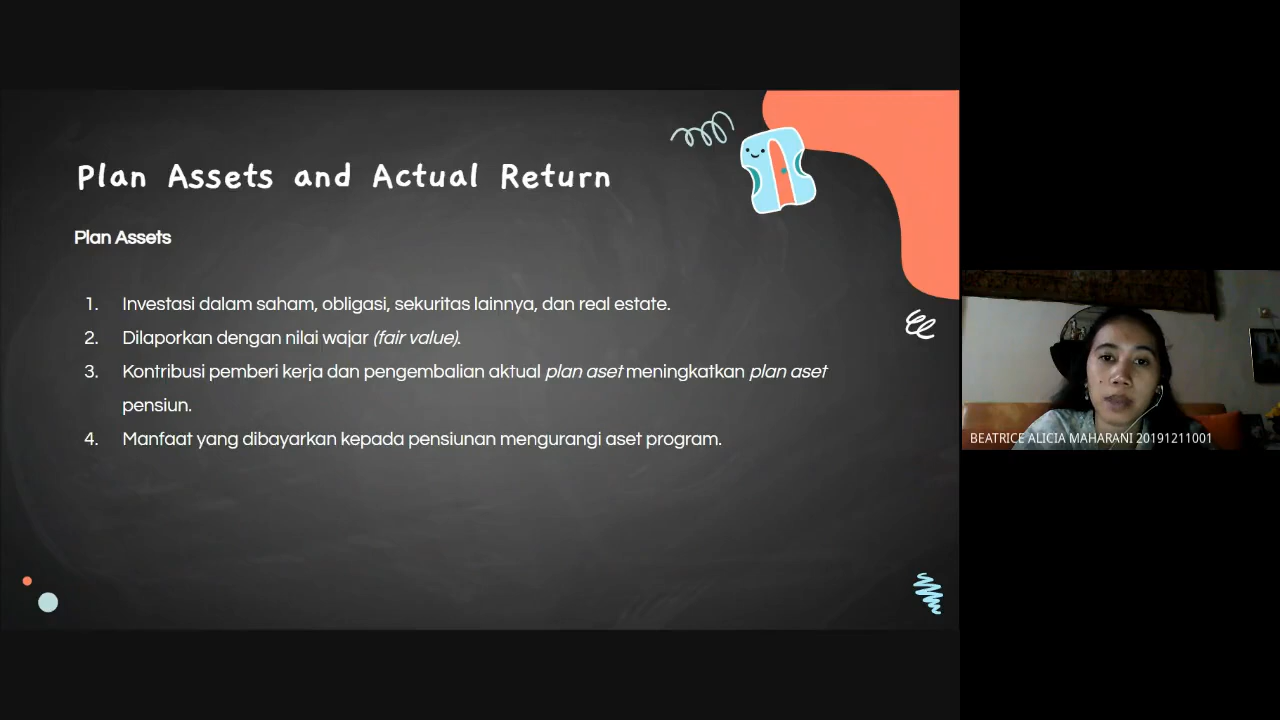 Plan Assets and Actual Return
Plan Assets
1. Investasi dalam saham, obligasi, sekuritas lainnya, dan real estate.
2. Dilaporkan dengan nilai wajar (fair value).
3. Kontribusi pemberi kerja dan pengembalian aktual plan aset meningkatkan plan aset
pensiun.
4. Manfaat yang dibayarkan kepada pensiunan mengurangi aset program.
BEATRICE ALICIA MAHARANI 20191211001